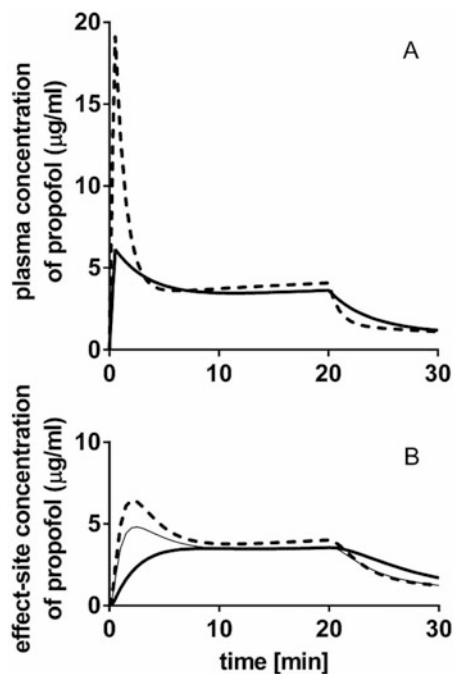 A
plasma concentration
of propofol (µg/ml)
20
15
10
5
0
0
10
20
30
B
effect-site concentration
of propofol (µg/ml)
10
5
0
0
10
20
30
time [min]